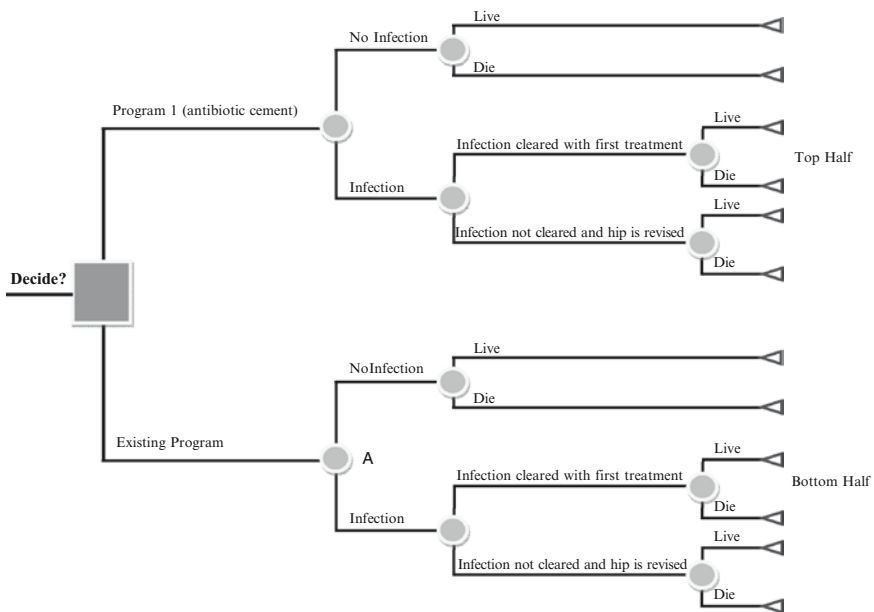 Live
No Infection
Die
Program 1 (antibiotic cement)
Live
Infection cleared with first treatment
Top Half
Die
Infection
Live
Infection not cleared and hip is revised
Die
Decide?
Live
NoInfection
Die
Existing Program
A
Live
Infection cleared with first treatment
Bottom Half
Die
Infection
Live
Infection not cleared and hip is revised
Die